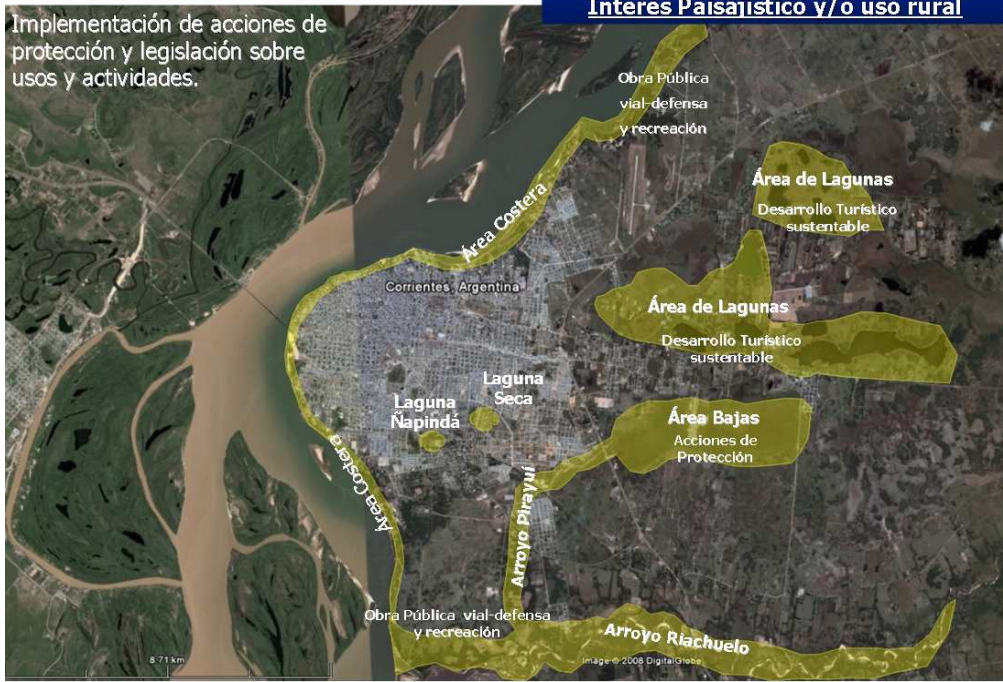 Interés Paisajístico y/o uso rural
Implementación de acciones de
protección y legislación sobre
usos y actividades.
Obra Pública
vial-defensa
y recreación
Área Costera
Área de Lagunas
Desarrollo Turístico
sustentable
Corrientes, Argentina
Área de Lagunas
Desarrollo Turístico
sustentable
Laguna
Seca
Laguna
Ñapindá
Área Bajas
Acciones de
Protección
Área Costera
Arroyo Pirayuí
Obra Pública vial-defensa
y recreación
Arroyo Riachuelo
8.71 km
Image © 2008 DigitalGlobe